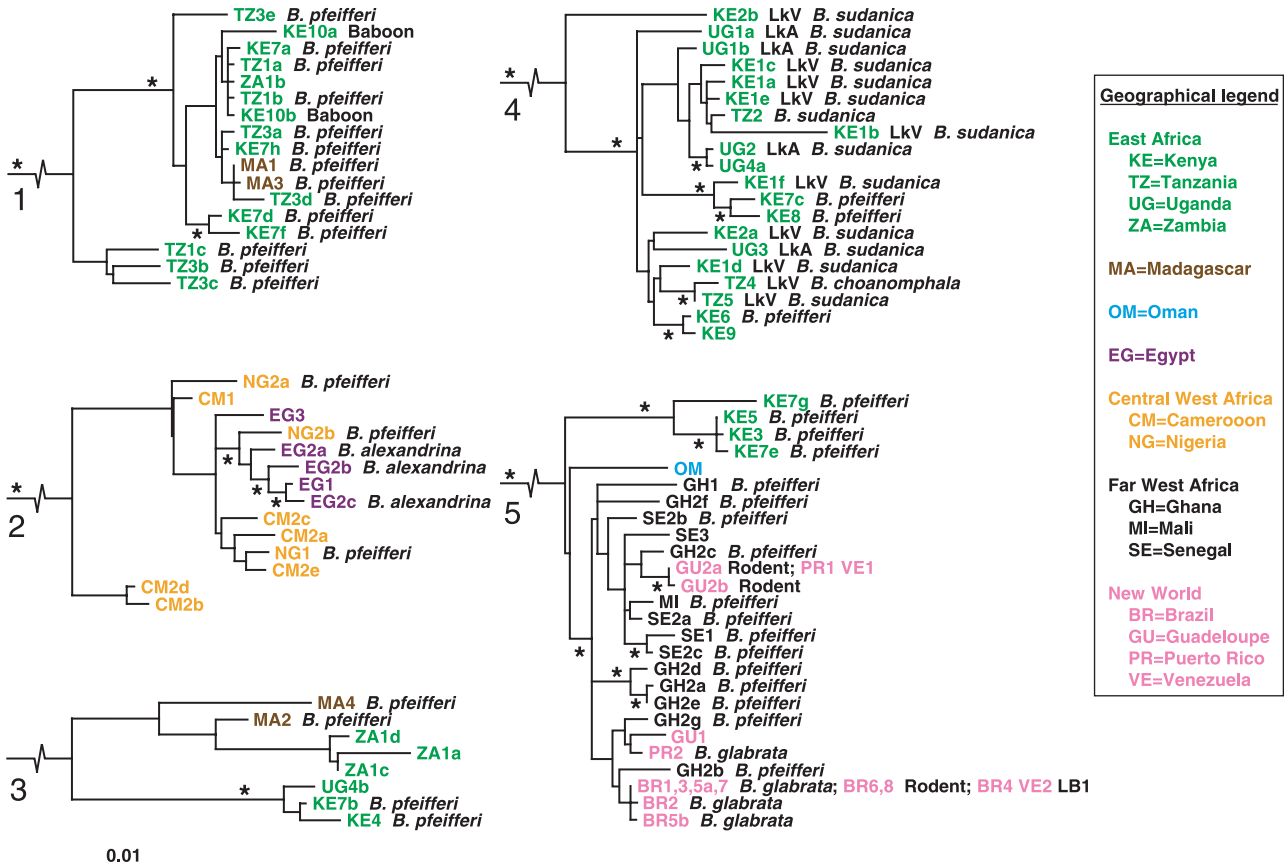 TZ3e B. pfeifferi
KE10a Baboon
KE7a B. pfeifferi
TZ1a B. pfeifferi
ZA1b
TZ1b B. pfeifferi
KE10b Baboon
TZ3a B. pfeifferi
KE7h B. pfeifferi
MA1 B. pfeifferi
MA3 B. pfeifferi
TZ3d B. pfeifferi
KE7d B. pfeifferi
KE7f B. pfeifferi
TZ1c B. pfeifferi
TZ3b B. pfeifferi
TZ3c B. pfeifferi
*
*
*
1
NG2a B. pfeifferi
CM1
EG3
NG2b B. pfeifferi
EG2a B. alexandrina
EG2b B. alexandrina
EG1
EG2c B. alexandrina
CM2c
CM2a
NG1 B. pfeifferi
CM2e
CM2d
CM2b
*
*
*
*
2
MA4 B. pfeifferi
MA2 B. pfeifferi
ZA1d
ZA1a
ZA1c
UG4b
KE7b B. pfeifferi
KE4 B. pfeifferi
*
3
0.01
KE2b LkV B. sudanica
UG1a LkA B. sudanica
UG1b LkA B. sudanica
KE1c LkV B. sudanica
KE1a LkV B. sudanica
KE1e LkV B. sudanica
TZ2 B. sudanica
KE1b LkV B. sudanica
UG2 LkA B. sudanica
UG4a
KE1f LkV B. sudanica
KE7c B. pfeifferi
KE8 B. pfeifferi
KE2a LkV B. sudanica
UG3 LkA B. sudanica
KE1d LkV B. sudanica
TZ4 LkV B. choanomphala
TZ5 LkV B. sudanica
KE6 B. pfeifferi
KE9
*
*
*
*
*
*
*
4
KE7g B. pfeifferi
KE5 B. pfeifferi
KE3 B. pfeifferi
KE7e B. pfeifferi
OM
GH1 B. pfeifferi
GH2f B. pfeifferi
SE2b B. pfeifferi
SE3
GH2c B. pfeifferi
GU2a Rodent; PR1 VE1
GU2b Rodent
MI B. pfeifferi
SE2a B. pfeifferi
SE1 B. pfeifferi
SE2c B. pfeifferi
GH2d B. pfeifferi
GH2a B. pfeifferi
GH2e B. pfeifferi
GH2g B. pfeifferi
GU1
PR2 B. glabrata
GH2b B. pfeifferi
BR1,3,5a,7 B. glabrata; BR6,8 Rodent; BR4 VE2 LB1
BR2 B. glabrata
BR5b B. glabrata
*
*
*
*
*
*
*
*
5
Geographical legend
East Africa
KE=Kenya
TZ=Tanzania
UG=Uganda
ZA=Zambia
MA=Madagascar
OM=Oman
EG=Egypt
Central West Africa
CM=Camerooon
NG=Nigeria
Far West Africa
GH=Ghana
MI=Mali
SE=Senegal
New World
BR=Brazil
GU=Guadeloupe
PR=Puerto Rico
VE=Venezuela